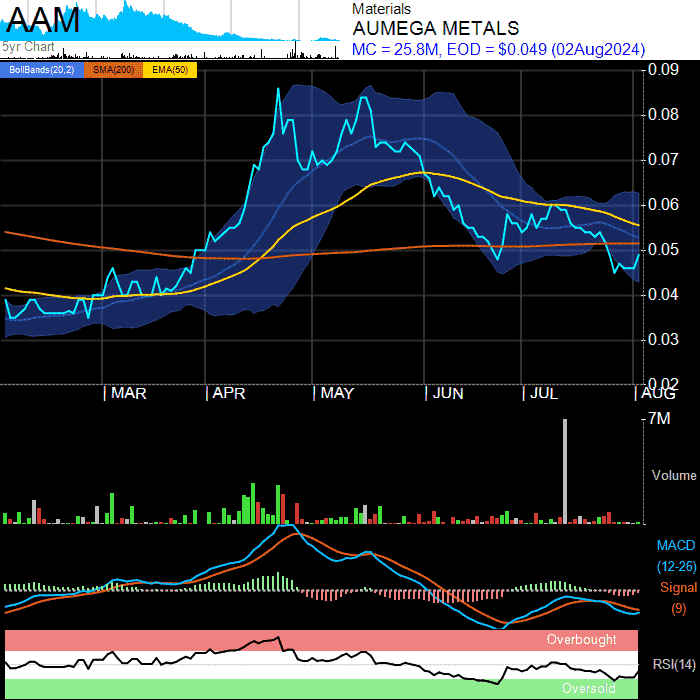 AAM
5yr Chart
Materials
AUMEGA METALS
MC = 25.8M, EOD = $0.049 (02Aug2024)
BollBands(20,2) SMA(200) EMA(50)
0.09
0.08
0.07
0.06
0.05
0.04
0.03
0.02
MAR APR MAY JUN JUL AUG
7M
Volume
MACD
(12-26)
Signal
(9)
Overbought
RSI(14)
Oversold